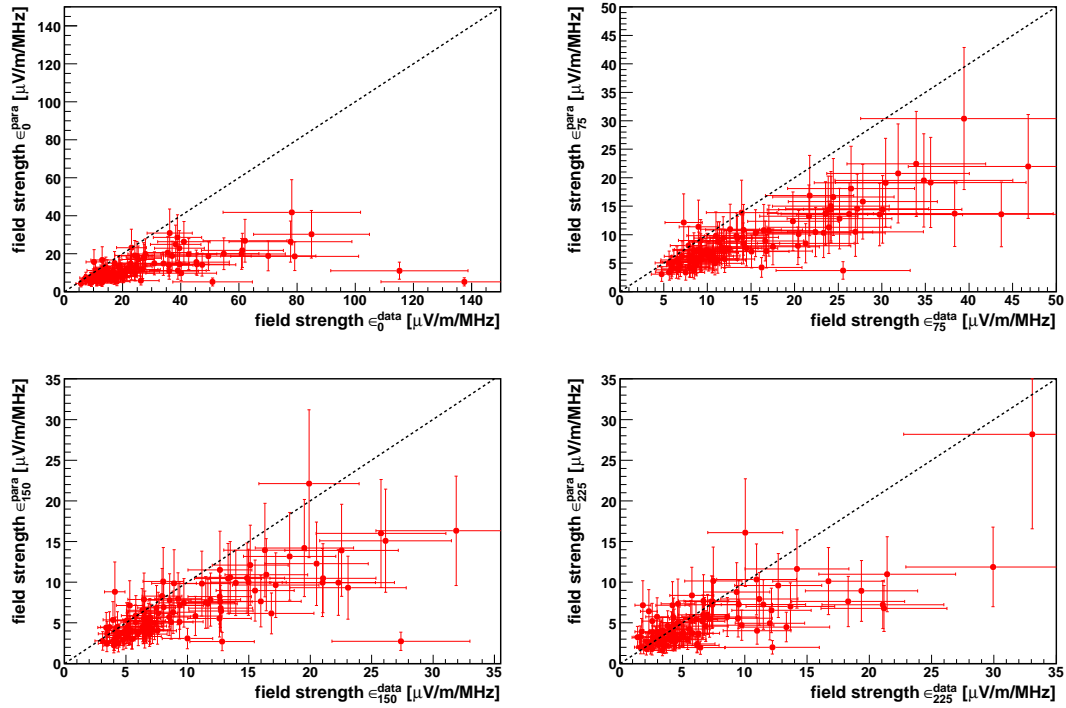 field strength ϵ₀^para [μV/m/MHz]
140
120
100
80
60
40
20
0
0 20 40 60 80 100 120 140
field strength ϵ₀^data [μV/m/MHz]
field strength ϵ₇₅^para [μV/m/MHz]
50
45
40
35
30
25
20
15
10
5
0
0 5 10 15 20 25 30 35 40 45 50
field strength ϵ₇₅^data [μV/m/MHz]
field strength ϵ₁₅₀^para [μV/m/MHz]
35
30
25
20
15
10
5
0
0 5 10 15 20 25 30 35
field strength ϵ₁₅₀^data [μV/m/MHz]
field strength ϵ₂₂₅^para [μV/m/MHz]
35
30
25
20
15
10
5
0
0 5 10 15 20 25 30 35
field strength ϵ₂₂₅^data [μV/m/MHz]